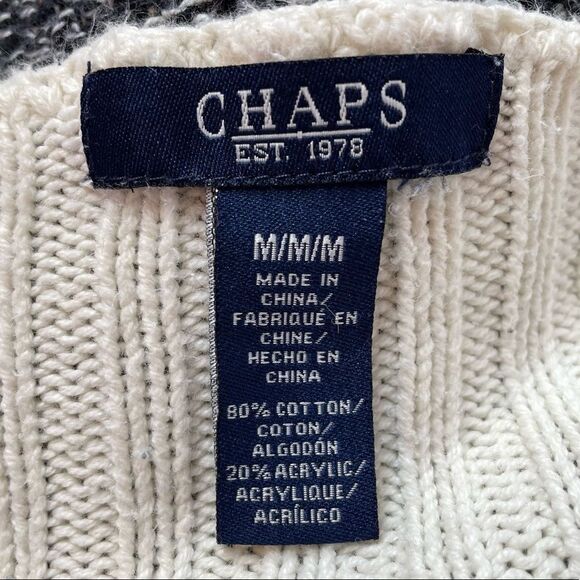 CHAPS
EST. 1978
M/M/M
MADE IN
CHINA/
FABRIQUÉ EN
CHINE/
HECHO EN
CHINA
80% COTTON/
COTON/
ALGODÓN
20% ACRYLIC/
ACRYLIQUE/
ACRÍLICO